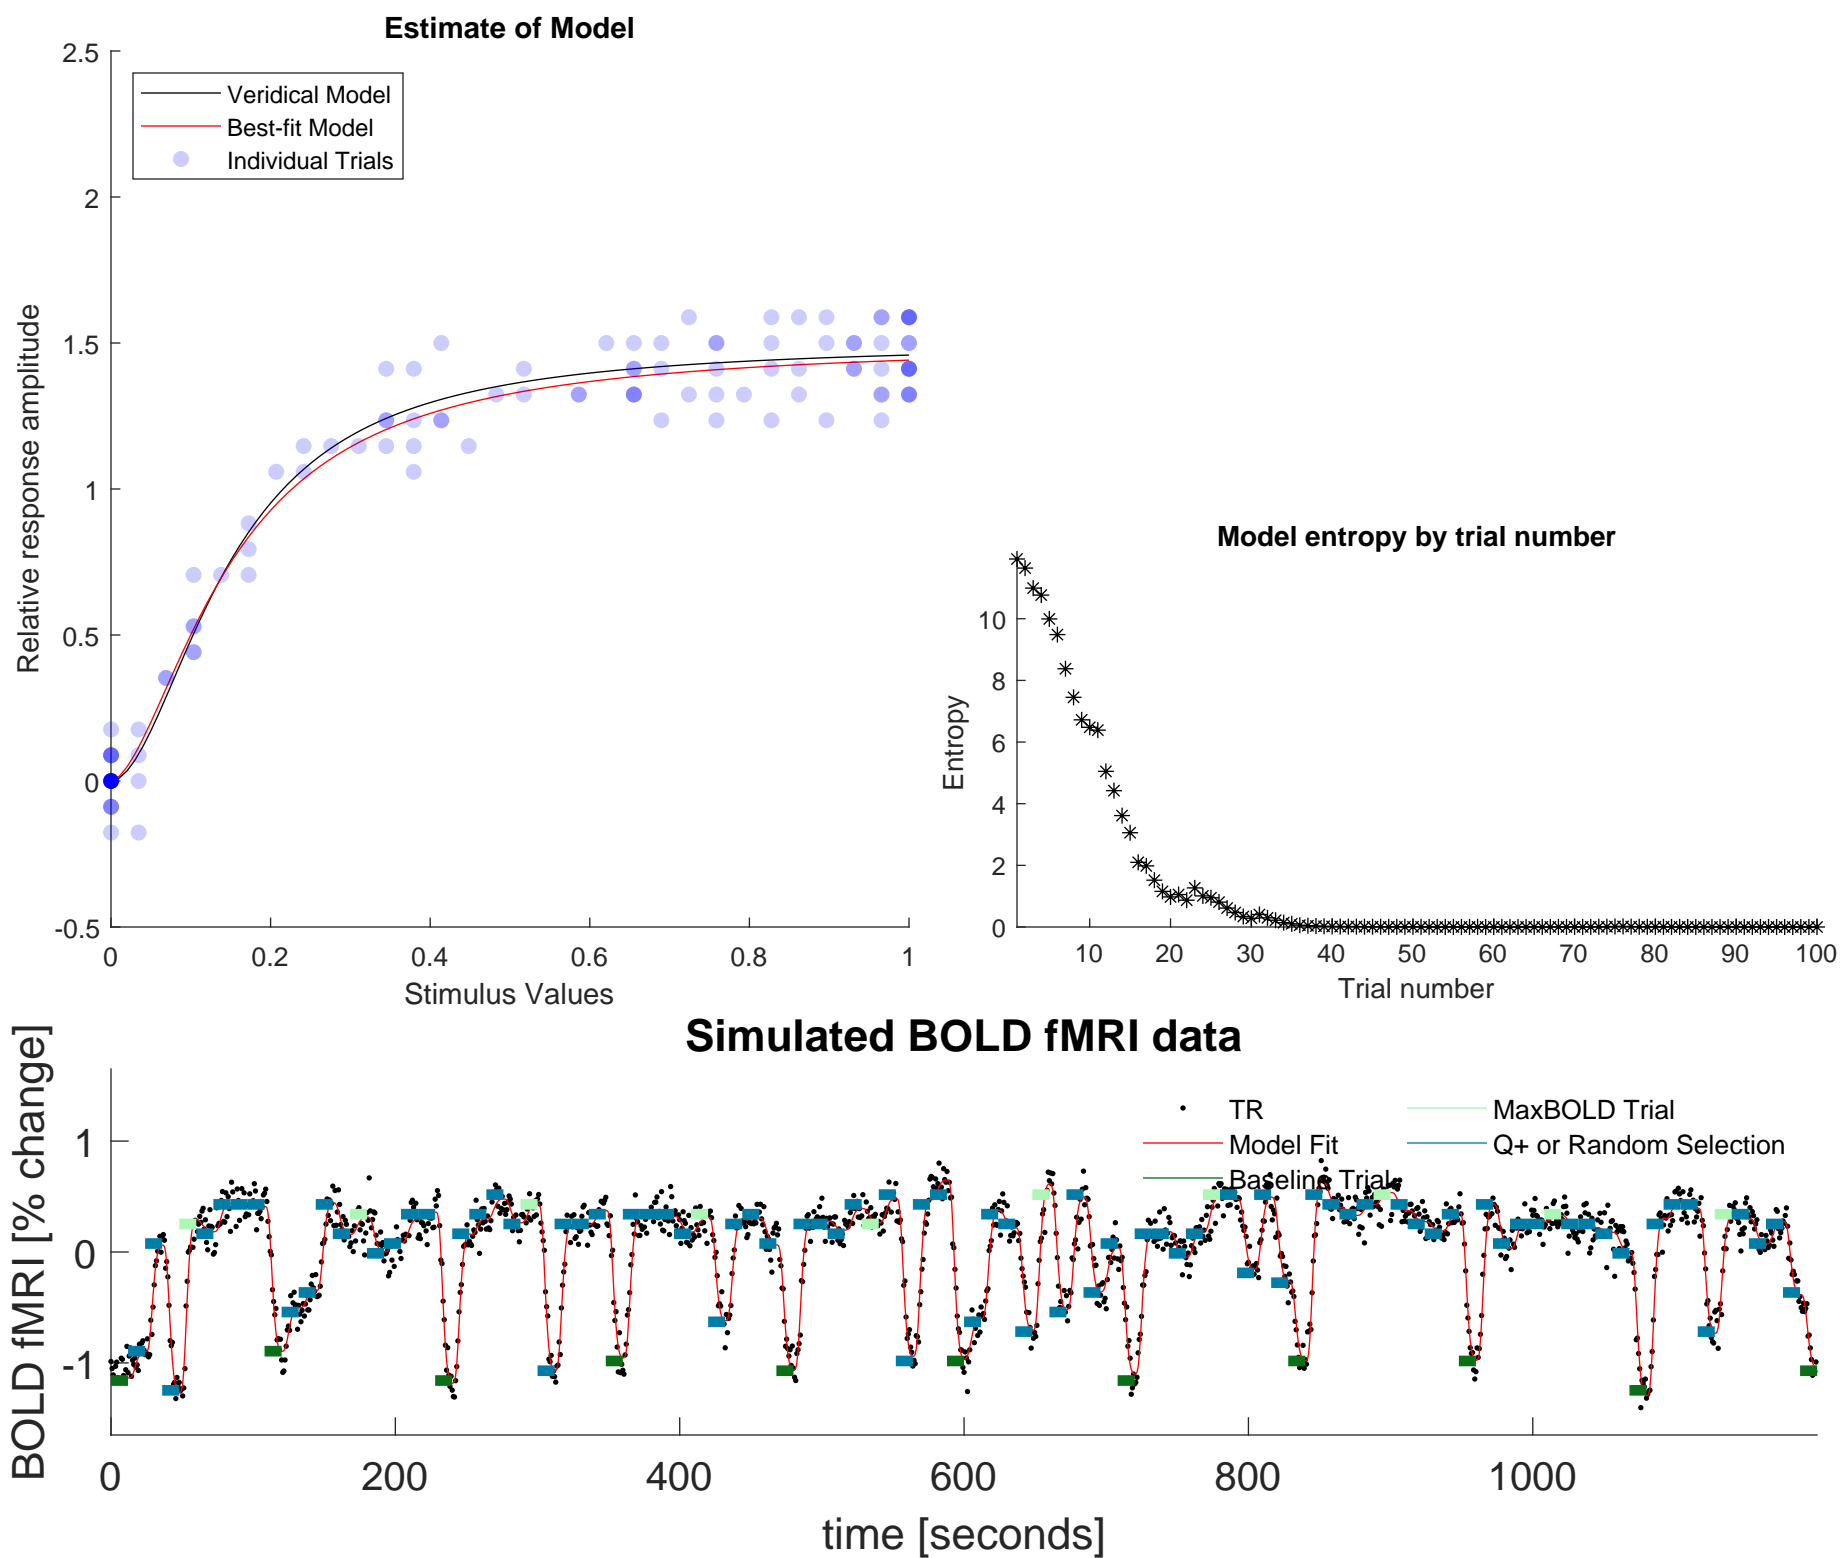 Estimate of Model
2.5
2
1.5
1
0.5
0
-0.5
Relative response amplitude
Veridical Model
Best-fit Model
Individual Trials
0 0.2 0.4 0.6 0.8 1
Stimulus Values
Model entropy by trial number
10
8
6
4
2
0
Entropy
10 20 30 40 50 60 70 80 90 100
Trial number
Simulated BOLD fMRI data
BOLD fMRI [% change]
1
0
-1
TR
Model Fit
Baseline Trial
MaxBOLD Trial
Q+ or Random Selection
0 200 400 600 800 1000
time [seconds]